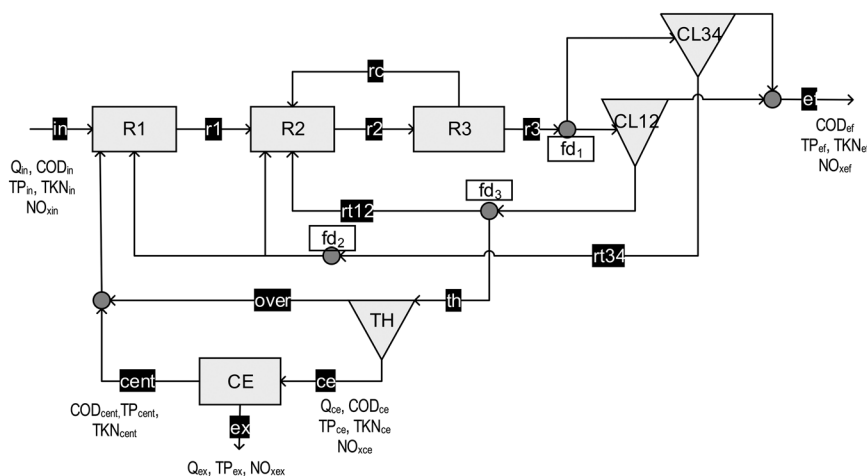 CL34
rc
in
R1
r1
R2
r2
R3
r3
CL12
ef
fd1
Qin, CODin
TPin, TKNin
NOxin
CODef
TPef, TKNef
NOxef
fd3
rt12
fd2
rt34
over
th
TH
cent
CE
ce
CODcent,TPcent,
TKNcent
ex
Qce, CODce
TPce, TKNce
NOxce
Qex, TPex, NOxex